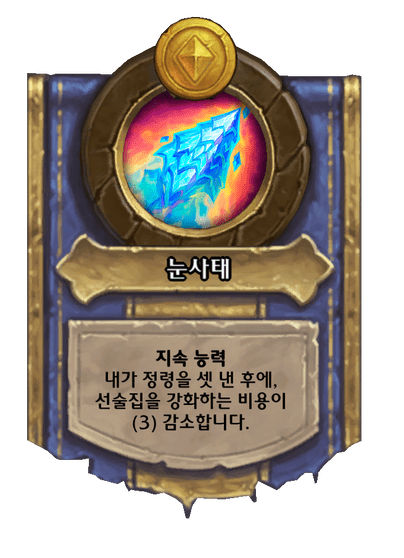 눈사태
지속 능력
내가 정령을 셋 낸 후에,
선술집을 강화하는 비용이
(3) 감소합니다.